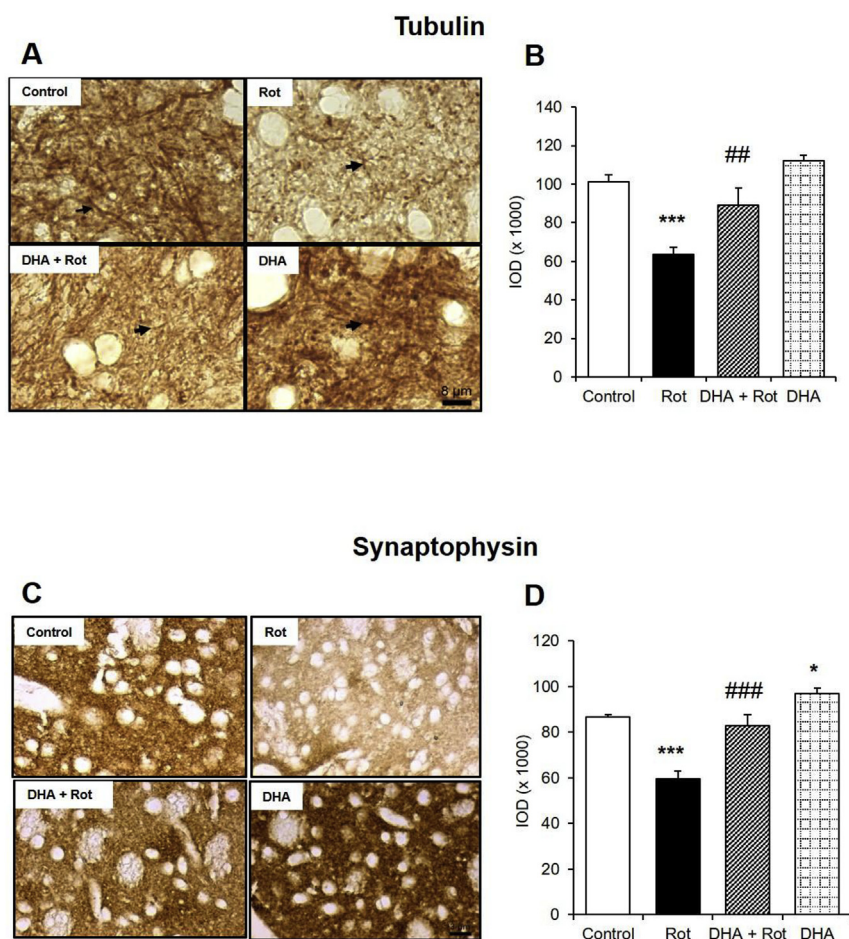 Tubulin
A
Control
Rot
DHA + Rot
DHA
8 µm
B
140
120
100
80
60
40
20
0
IOD (x 1000)
***
##
Control
Rot
DHA + Rot
DHA
Synaptophysin
C
Control
Rot
DHA + Rot
DHA
D
120
100
80
60
40
20
0
IOD (x 1000)
***
###
*
Control
Rot
DHA + Rot
DHA